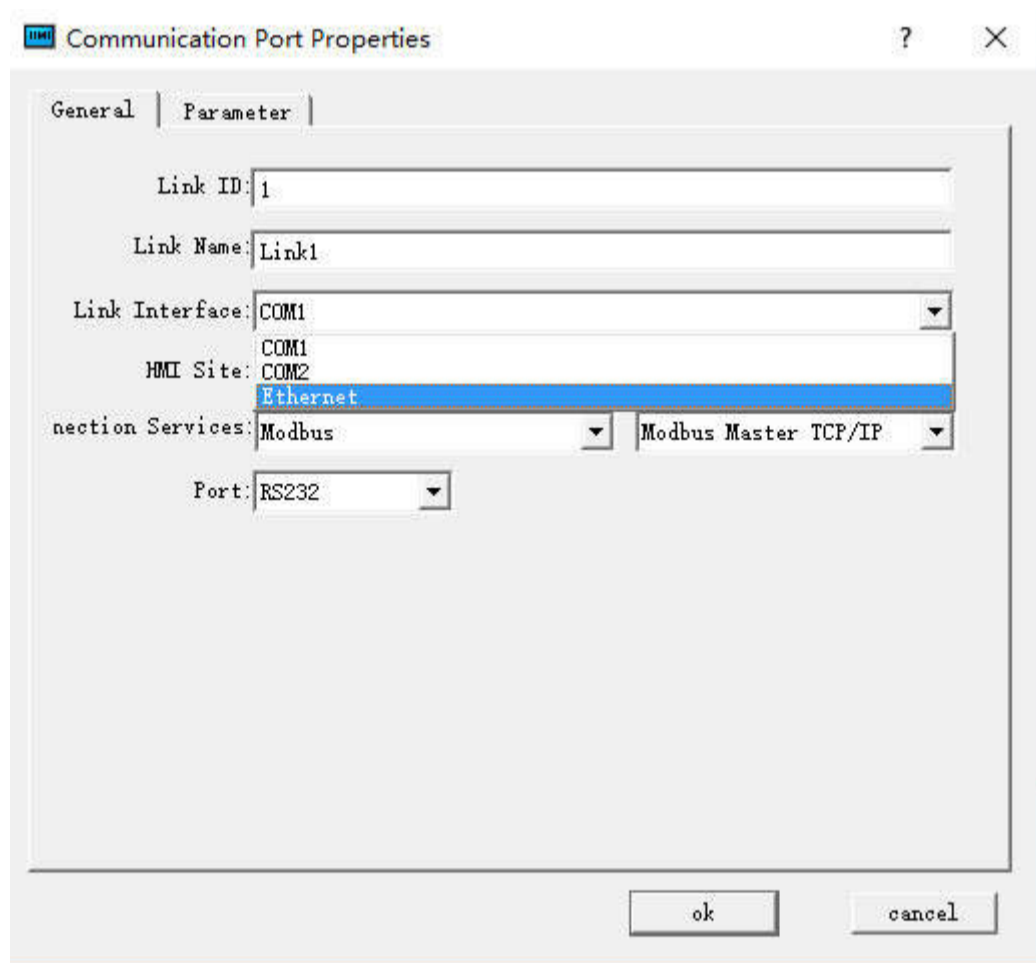 HMI Communication Port Properties ? ×
General Parameter
Link ID: 1
Link Name: Link1
Link Interface: COM1
COM1
HMI Site: COM2
Ethernet
nection Services: Modbus Modbus Master TCP/IP
Port: RS232
ok cancel